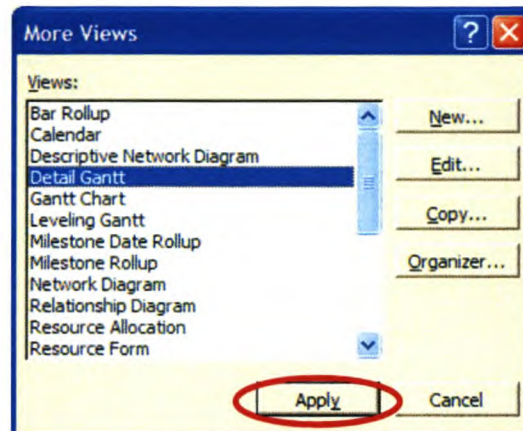 More Views
?
Views:
Bar Rollup
Calendar
Descriptive Network Diagram
Detail Gantt
Gantt Chart
Leveling Gantt
Milestone Date Rollup
Milestone Rollup
Network Diagram
Relationship Diagram
Resource Allocation
Resource Form
New...
Edit...
Copy...
Organizer...
Apply
Cancel